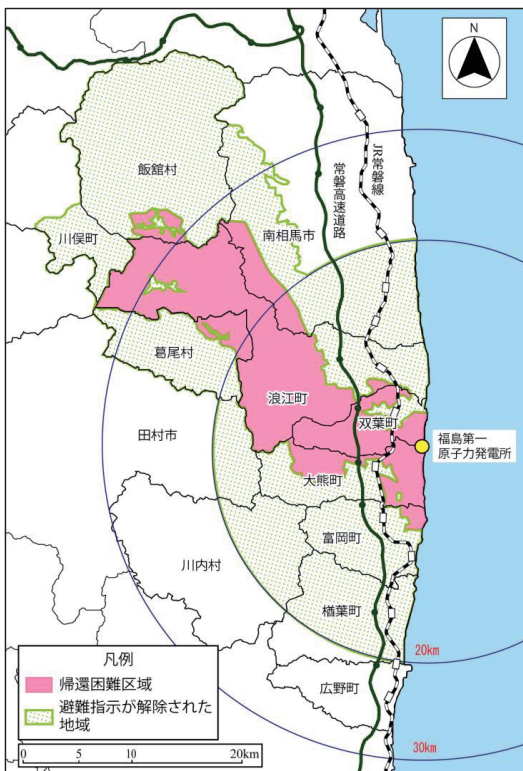 N
飯舘村
川俣町
南相馬市
常磐高速道路
JR常磐線
葛尾村
浪江町
双葉町
福島第一
原子力発電所
田村市
大熊町
富岡町
川内村
楢葉町
20km
広野町
30km
凡例
帰還困難区域
避難指示が解除された
地域
0 5 10 20km